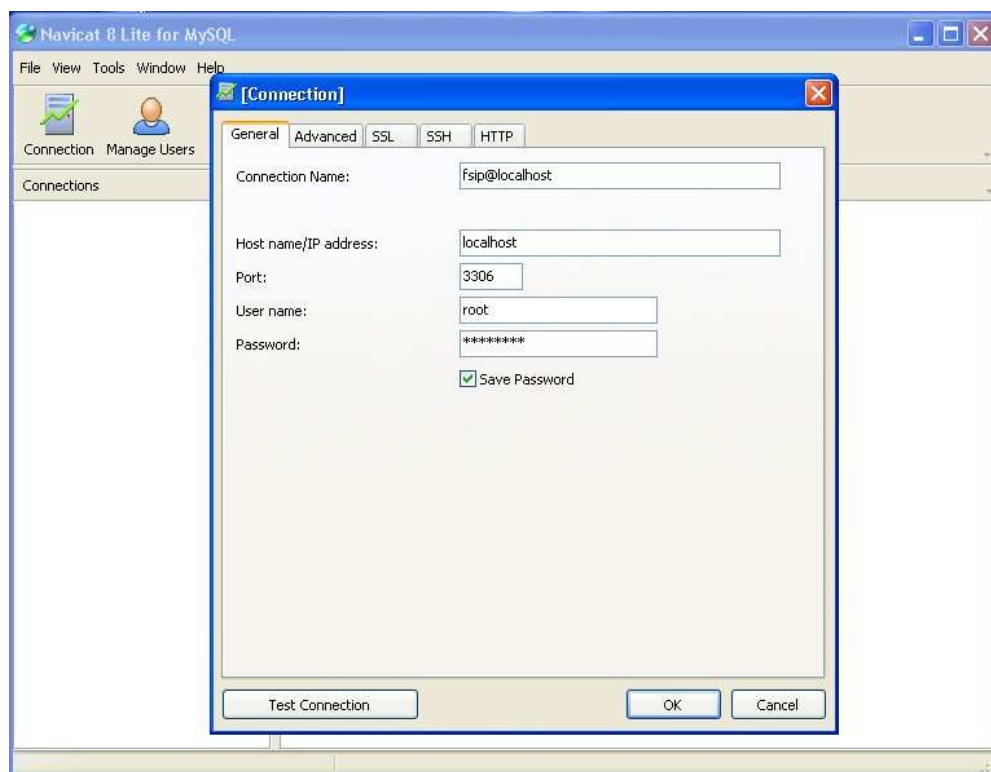 Navicat 8 Lite for MySQL
File View Tools Window Help
[Connection]
Connection Manage Users
Connections
General Advanced SSL SSH HTTP
Connection Name: fsip@localhost
Host name/IP address: localhost
Port: 3306
User name: root
Password: ********
Save Password
Test Connection OK Cancel